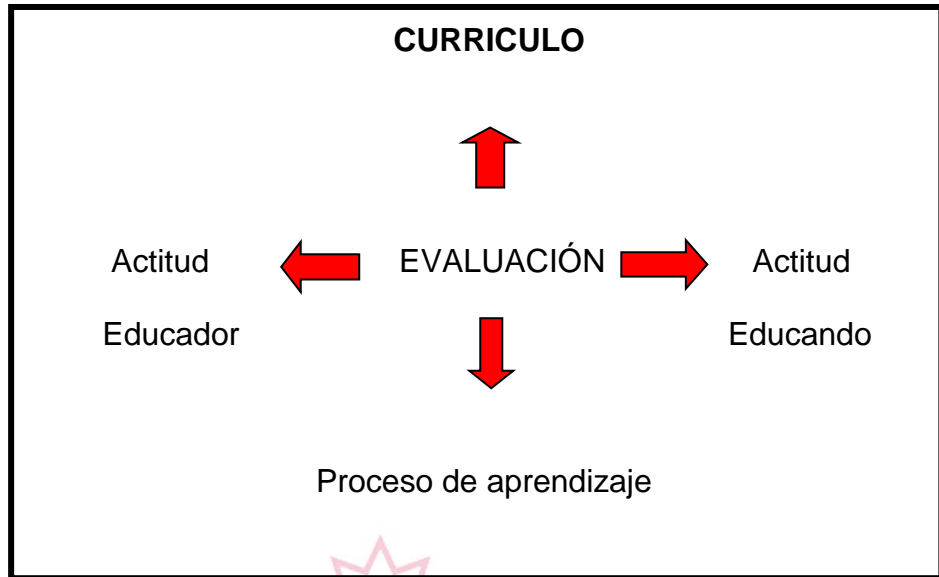 CURRICULO
Actitud EVALUACIÓN Actitud
Educador Educando
Proceso de aprendizaje